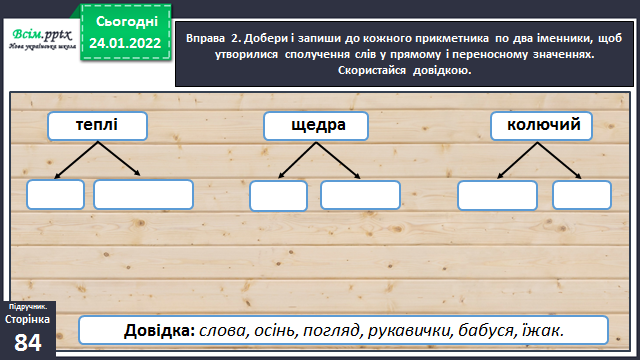 Всім.pptx
Нова українська школа
Сьогодні
24.01.2022
Вправа 2. Добери і запиши до кожного прикметника по два іменники, щоб
утворилися сполучення слів у прямому і переносному значеннях.
Скористайся довідкою.
теплі
щедра
колючий
Підручник.
Сторінка
84
Довідка: слова, осінь, погляд, рукавички, бабуся, їжак.